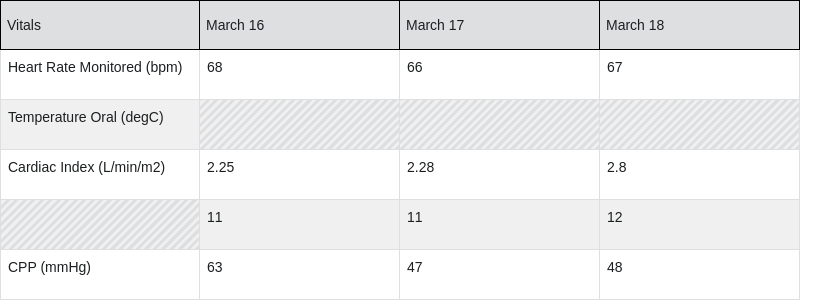 Vitals March 16 March 17 March 18
Heart Rate Monitored (bpm) 68 66 67
Temperature Oral (degC)
Cardiac Index (L/min/m2) 2.25 2.28 2.8
11 11 12
CPP (mmHg) 63 47 48